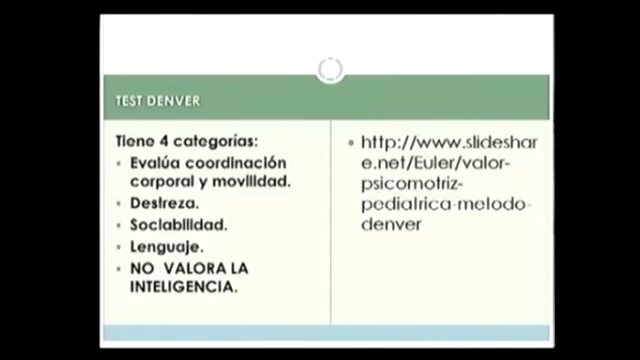 TEST DENVER
Tiene 4 categorías:
Evalúa coordinación
corporal y movilidad.
Destreza.
Sociabilidad.
Lenguaje.
NO VALORA LA
INTELIGENCIA.
http://www.slideshar
e.net/Euler/valor-
psicomotriz-
pediatrica-melodo-
denver